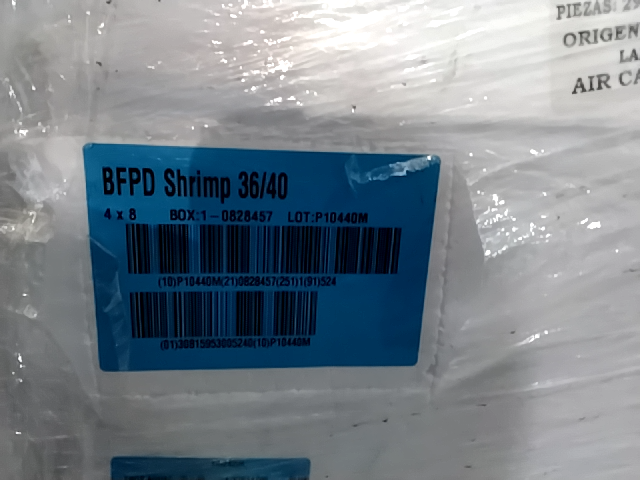 PIEZAS: 29
ORIGEN
LA
AIR CA
BFPD Shrimp 36/40
4 x 8 BOX:1-0828457 LOT:P10440M
(10)P10440M(21)0828457(251)1(91)524
(01)30815953005240(10)P10440M